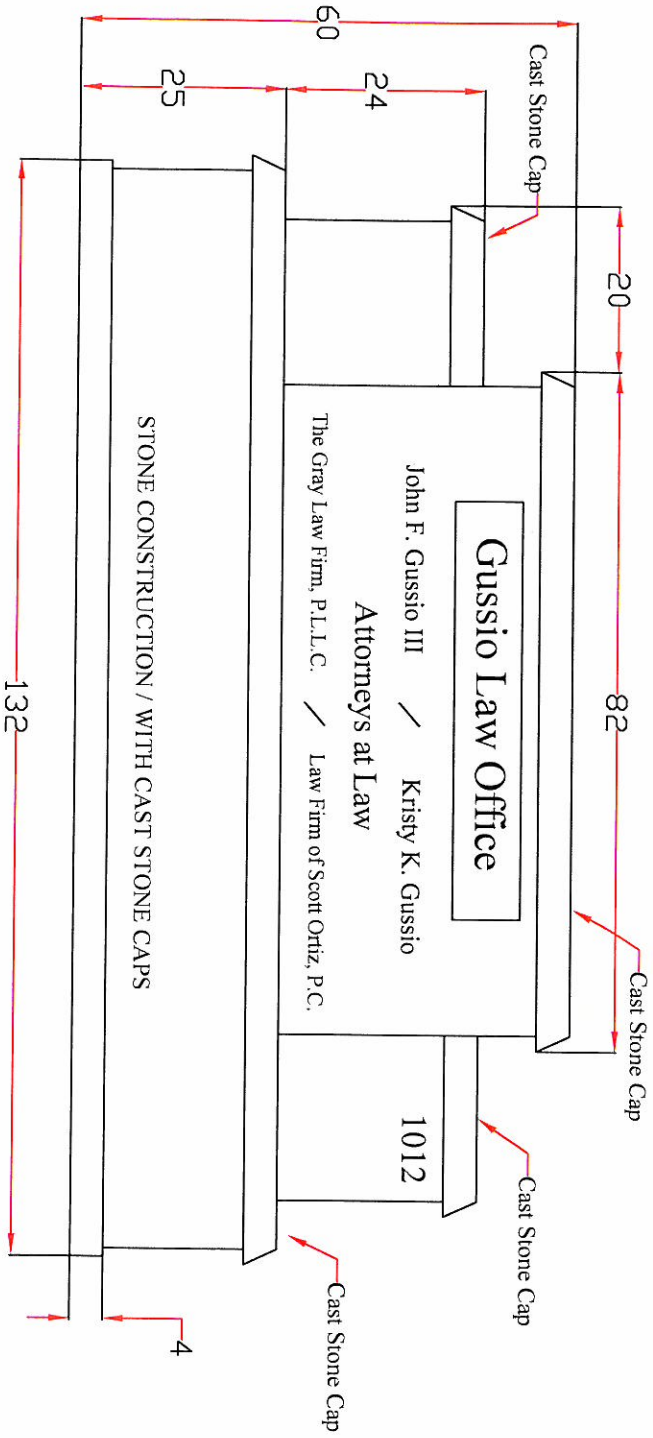 60
20
82
Cast Stone Cap
Cast Stone Cap
Cast Stone Cap
24
25
Gussio Law Office
John F. Gussio III / Kristy K. Gussio
Attorneys at Law
The Gray Law Firm, P.L.L.C. / Law Firm of Scott Ortiz, P.C.
1012
Cast Stone Cap
STONE CONSTRUCTION / WITH CAST STONE CAPS
4
132